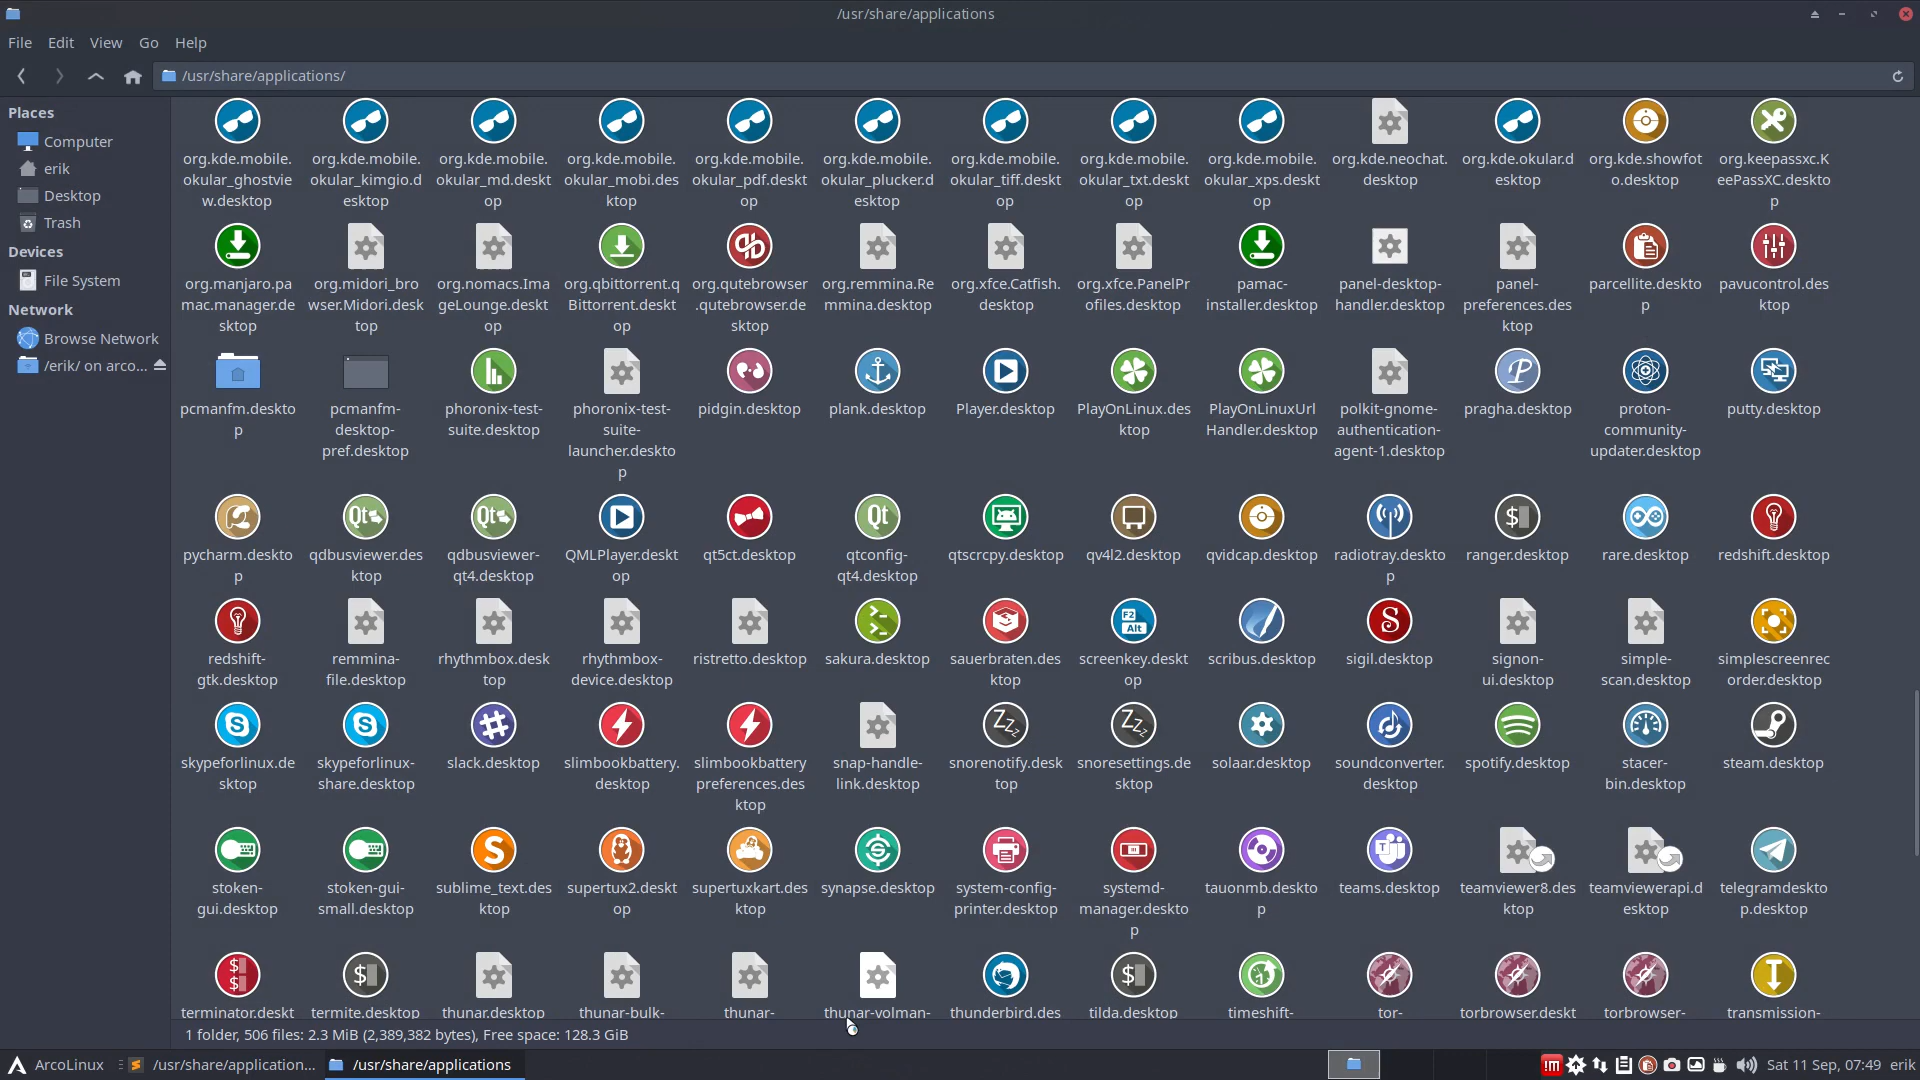 /usr/share/applications
File Edit View Go Help
/usr/share/applications/
Places
Computer
erik
Desktop
Trash
Devices
File System
Network
Browse Network
/erik/ on arco...
org.kde.mobile. org.kde.mobile. org.kde.mobile. org.kde.mobile. org.kde.mobile. org.kde.mobile. org.kde.mobile. org.kde.mobile. org.kde.mobile. org.kde.neochat. org.kde.okular.d org.kde.showfot org.keepassxc.K
okular_ghostvie okular_kimgio.d okular_md.deskt okular_mobi.des okular_pdf.deskt okular_plucker.d okular_tiff.deskt okular_txt.deskt okular_xps.deskt desktop esktop o.desktop eePassXC.deskto
w.desktop esktop op ktop op esktop op op op p
org.manjaro.pa org.midori_bro org.nomacs.Ima org.qbittorrent.q org.qutebrowser org.remmina.Re org.xfce.Catfish. org.xfce.PanelPr pamac- panel-desktop- panel- parcellite.deskto pavucontrol.des
mac.manager.de wser.Midori.desk geLounge.deskt Bittorrent.deskt .qutebrowser.de mmina.desktop desktop ofiles.desktop installer.desktop handler.desktop preferences.des p ktop
sktop top op op sktop ktop
pcmanfm.deskto pcmanfm- phoronix-test- phoronix-test- pidgin.desktop plank.desktop Player.desktop PlayOnLinux.des PlayOnLinuxUrl polkit-gnome- pragha.desktop proton- putty.desktop
p desktop- suite.desktop suite- ktop Handler.desktop authentication- community-
pref.desktop launcher.deskto agent-1.desktop updater.desktop
p
pycharm.deskto qdbusviewer.des qdbusviewer- QMLPlayer.deskt qt5ct.desktop qtconfig- qtscrcpy.desktop qv4l2.desktop qvidcap.desktop radiotray.deskto ranger.desktop rare.desktop redshift.desktop
p ktop qt4.desktop op qt4.desktop p
redshift- remmina- rhythmbox.desk rhythmbox- ristretto.desktop sakura.desktop sauerbraten.des screenkey.deskt scribus.desktop sigil.desktop signon- simple- simplescreenrec
gtk.desktop file.desktop top device.desktop ktop op ui.desktop scan.desktop order.desktop
F2
Alt
skypeforlinux.de skypeforlinux- slack.desktop slimbookbattery. slimbookbattery snap-handle- snorenotify.desk snoresettings.de solaar.desktop soundconverter. spotify.desktop stacer- steam.desktop
sktop share.desktop desktop preferences.des link.desktop top sktop desktop bin.desktop
ktop
stoken- stoken-gui- sublime_text.des supertux2.deskt supertuxkart.des synapse.desktop system-config- systemd- tauonmb.deskto teams.desktop teamviewer8.des teamviewerapi.d telegramdeskto
gui.desktop small.desktop ktop op ktop printer.desktop manager.deskto p ktop esktop p.desktop
p
terminator.deskt termite.desktop thunar.desktop thunar-bulk- thunar- thunar-volman- thunderbird.des tilda.desktop timeshift- tor- torbrowser.deskt torbrowser- transmission-
1 folder, 506 files: 2.3 MiB (2,389,382 bytes), Free space: 128.3 GiB
ArcoLinux /usr/share/application... /usr/share/applications Sat 11 Sep, 07:49 erik